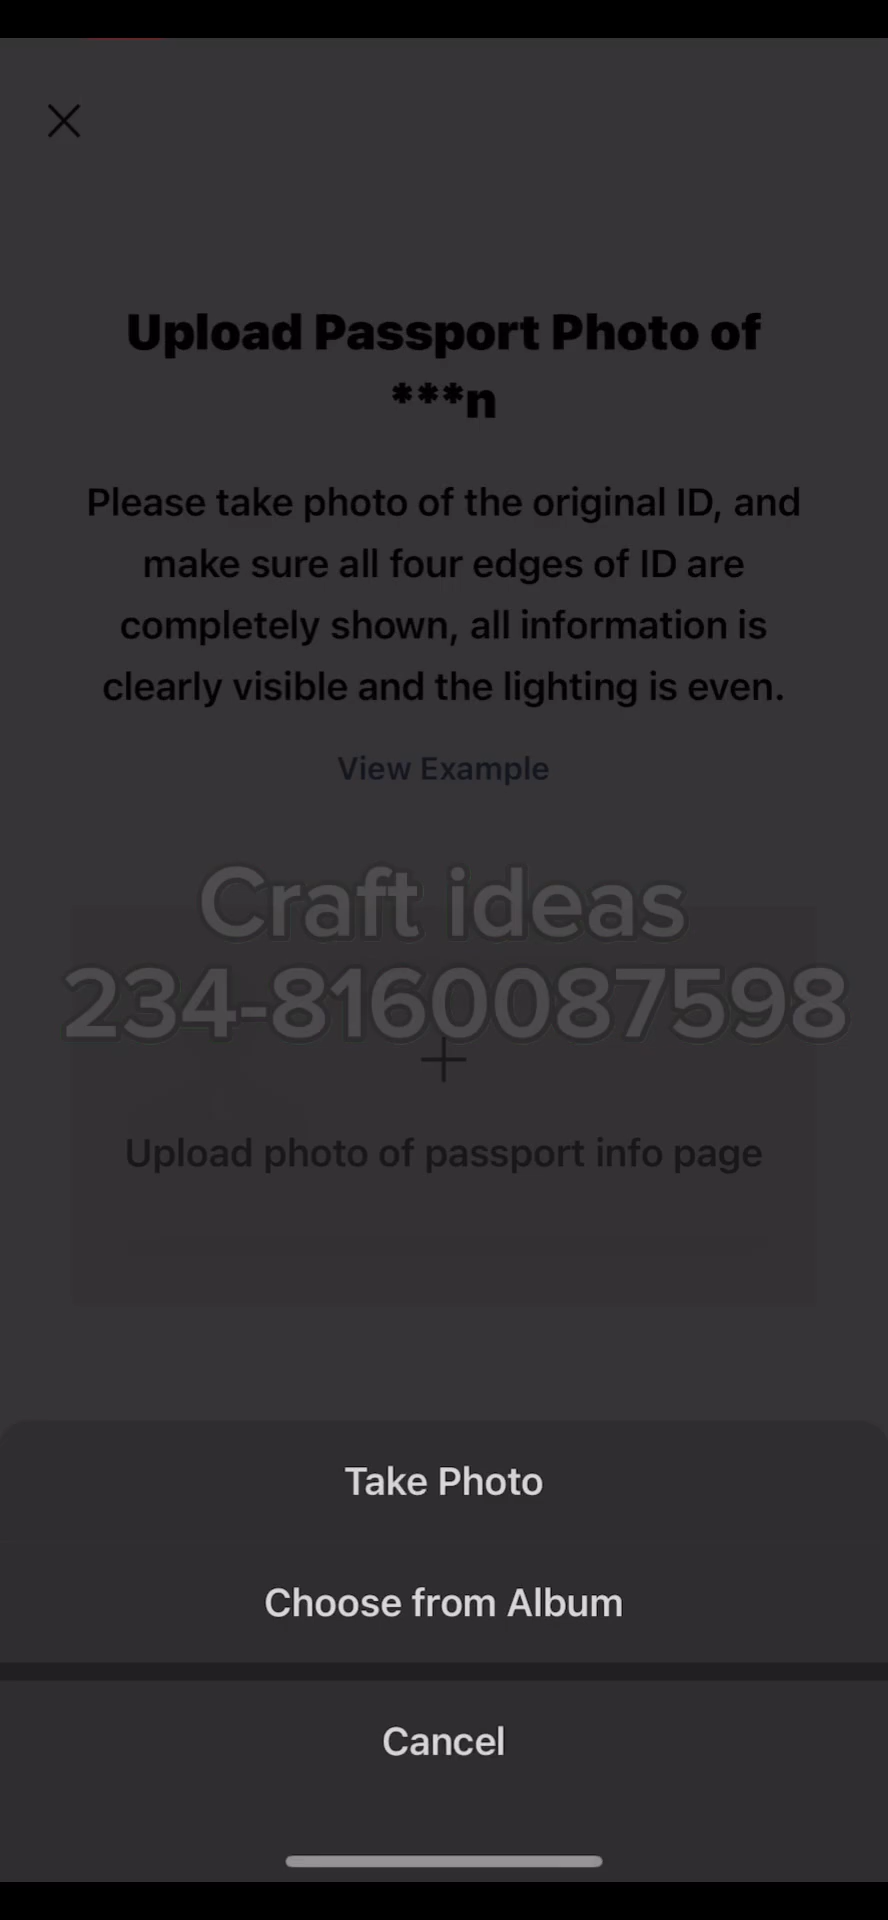 Upload Passport Photo of
***n
Please take photo of the original ID, and
make sure all four edges of ID are
completely shown, all information is
clearly visible and the lighting is even.
View Example
Craft ideas
234-8160087598
Upload photo of passport info page
Take Photo
Choose from Album
Cancel